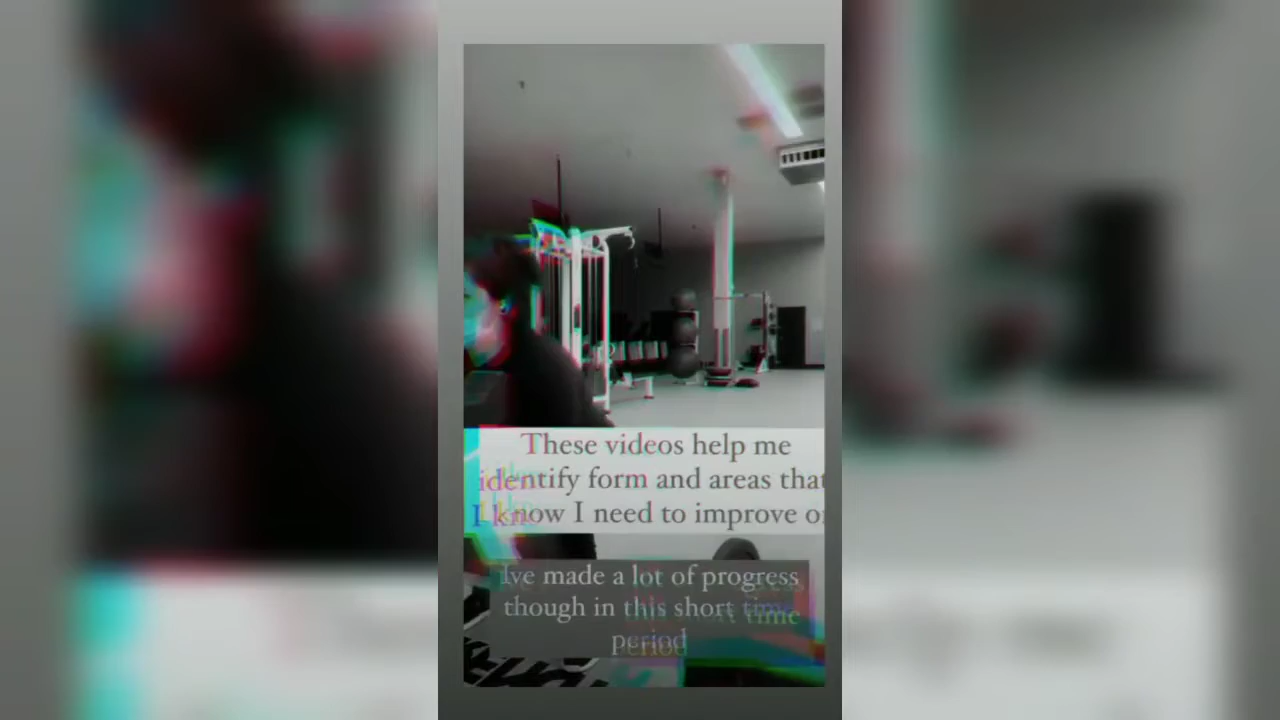 These videos help me
identify form and areas that
I know I need to improve
Ive made a lot of progress
though in this short time
period